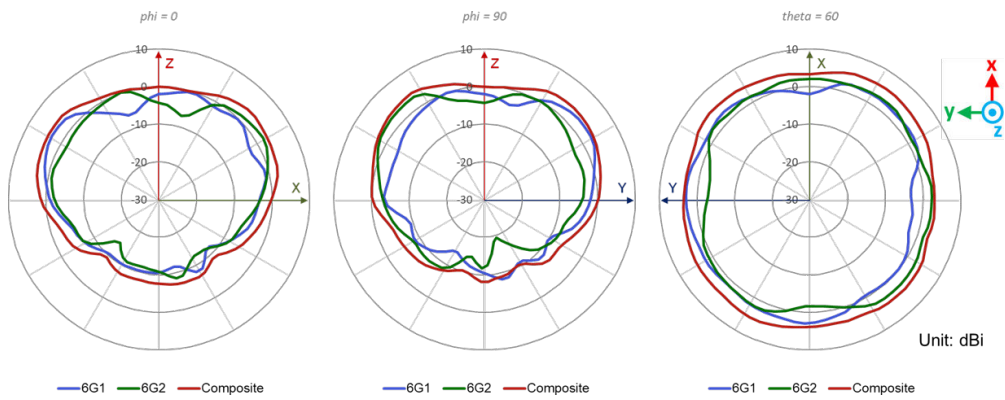 phi = 0
phi = 90
theta = 60
10
Z
0
-10
-20
-30
X
10
Z
0
-10
-20
-30
Y
10
X
0
-10
-20
-30
Y
x
y
z
Unit: dBi
6G1 6G2 Composite
6G1 6G2 Composite
6G1 6G2 Composite